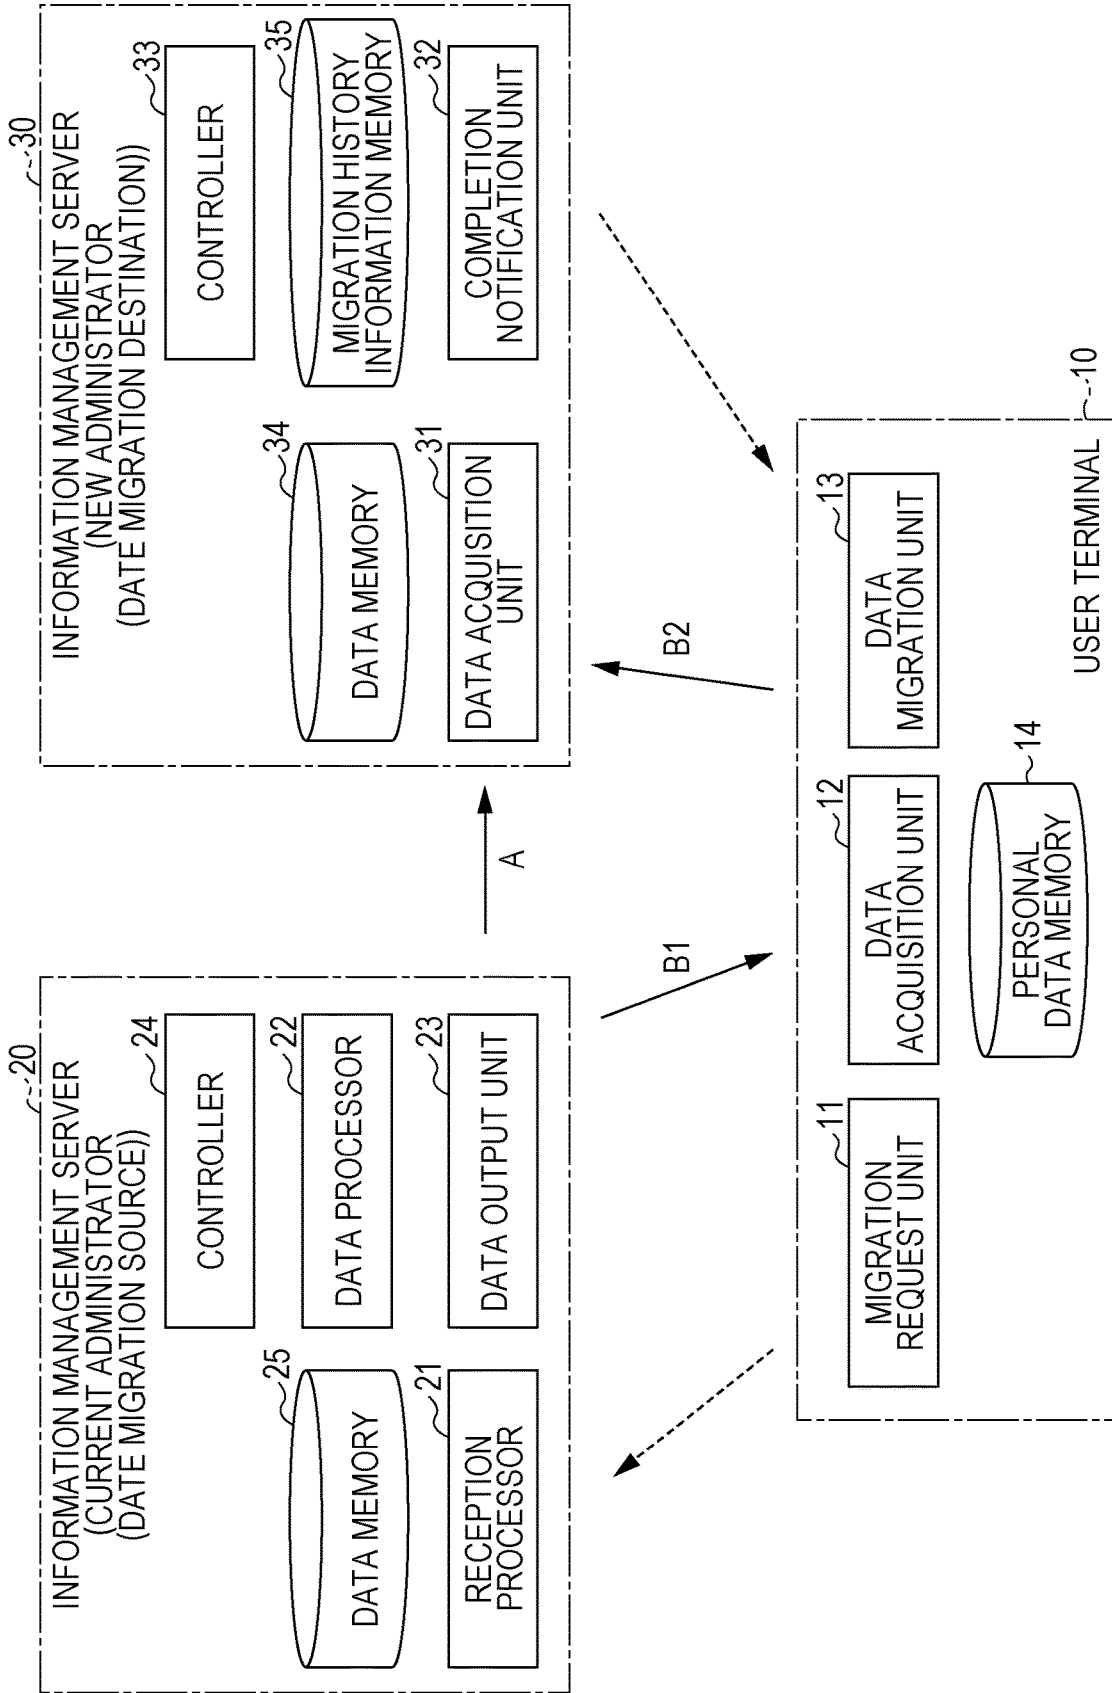 20
INFORMATION MANAGEMENT SERVER
(CURRENT ADMINISTRATOR
(DATE MIGRATION SOURCE))
24
CONTROLLER
25
DATA MEMORY
22
DATA PROCESSOR
21
RECEPTION
PROCESSOR
23
DATA OUTPUT UNIT
30
INFORMATION MANAGEMENT SERVER
(NEW ADMINISTRATOR
(DATE MIGRATION DESTINATION))
33
CONTROLLER
34
DATA MEMORY
35
MIGRATION HISTORY
INFORMATION MEMORY
31
DATA ACQUISITION
UNIT
32
COMPLETION
NOTIFICATION UNIT
A
B1
B2
11
MIGRATION
REQUEST UNIT
12
DATA
ACQUISITION UNIT
13
DATA
MIGRATION UNIT
14
PERSONAL
DATA MEMORY
USER TERMINAL
10